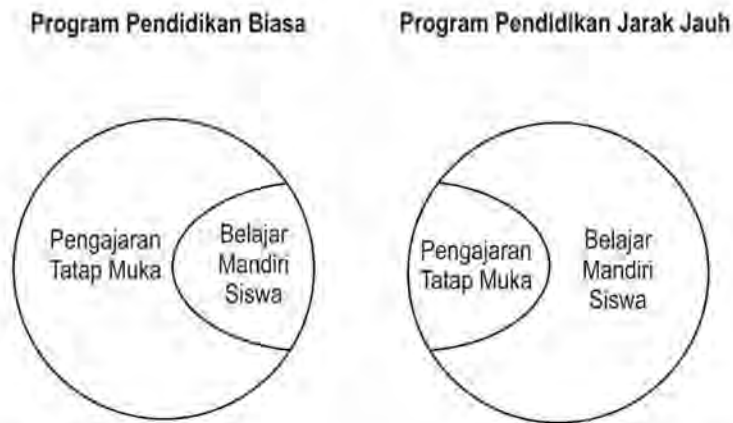 Program Pendidikan Biasa
Program Pendidikan Jarak Jauh
Pengajaran
Tatap Muka
Belajar
Mandiri
Siswa
Pengajaran
Tatap Muka
Belajar
Mandiri
Siswa